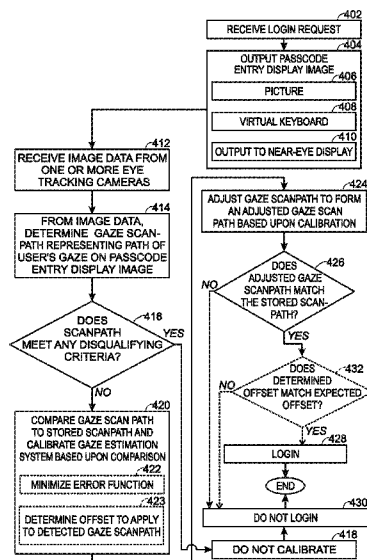 402
RECEIVE LOGIN REQUEST
404
OUTPUT PASSCODE
ENTRY DISPLAY IMAGE
406
PICTURE
408
VIRTUAL KEYBOARD
410
OUTPUT TO NEAR-EYE DISPLAY
412
RECEIVE IMAGE DATA FROM
ONE OR MORE EYE
TRACKING CAMERAS
414
FROM IMAGE DATA,
DETERMINE GAZE SCAN-
PATH REPRESENTING PATH OF
USER'S GAZE ON PASSCODE
ENTRY DISPLAY IMAGE
416
DOES
SCANPATH
MEET ANY DISQUALIFYING
CRITERIA?
YES
NO
420
COMPARE GAZE SCAN PATH
TO STORED SCANPATH AND
CALIBRATE GAZE ESTIMATION
SYSTEM BASED UPON COMPARISON
422
MINIMIZE ERROR FUNCTION
423
DETERMINE OFFSET TO APPLY
TO DETECTED GAZE SCANPATH
424
ADJUST GAZE SCANPATH TO FORM
AN ADJUSTED GAZE SCAN
PATH BASED UPON CALIBRATION
426
DOES
ADJUSTED GAZE
SCANPATH MATCH
THE STORED SCAN-
PATH?
NO
YES
432
DOES
DETERMINED
OFFSET MATCH EXPECTED
OFFSET?
NO
YES
428
LOGIN
END
430
DO NOT LOGIN
418
DO NOT CALIBRATE